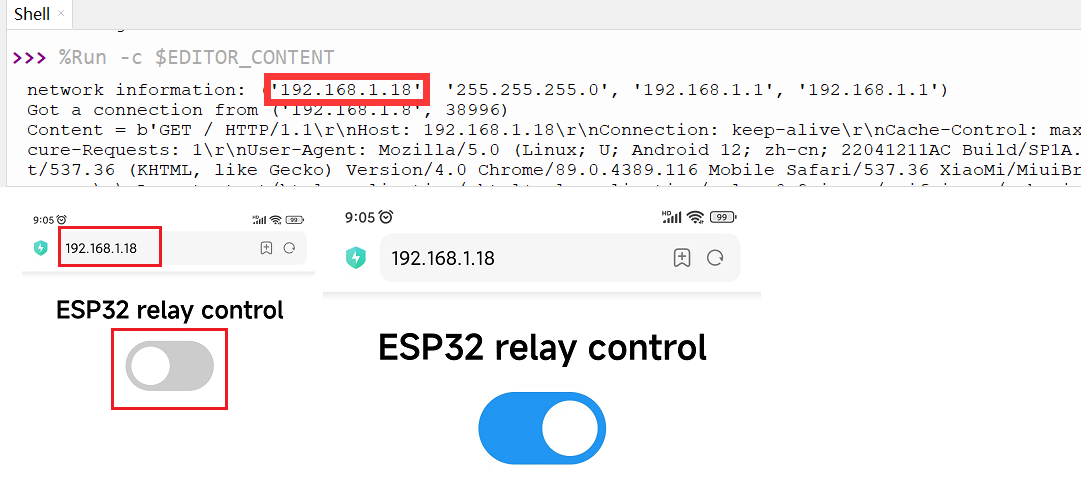 Shell ×
>>> %Run -c $EDITOR_CONTENT
network information: ('192.168.1.18', '255.255.255.0', '192.168.1.1', '192.168.1.1')
Got a connection from ('192.168.1.8', 38996)
Content = b'GET / HTTP/1.1\r\nHost: 192.168.1.18\r\nConnection: keep-alive\r\nCache-Control: max
cure-Requests: 1\r\nUser-Agent: Mozilla/5.0 (Linux; U; Android 12; zh-cn; 22041211AC Build/SP1A.
t/537.36 (KHTML, like Gecko) Version/4.0 Chrome/89.0.4389.116 Mobile Safari/537.36 XiaoMi/MiuiBr
9:05 HD 99
192.168.1.18
ESP32 relay control
9:05 HD 99
192.168.1.18
ESP32 relay control